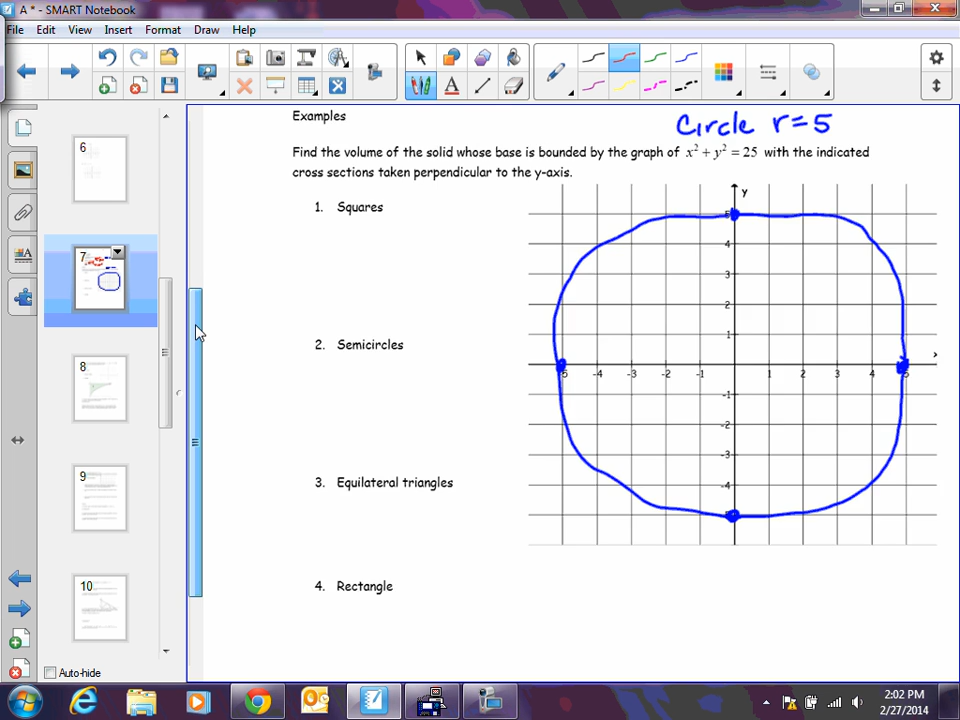 A * - SMART Notebook
File Edit View Insert Format Draw Help
Examples
Circle r=5
Find the volume of the solid whose base is bounded by the graph of x² + y² = 25 with the indicated
cross sections taken perpendicular to the y-axis.
1. Squares
2. Semicircles
3. Equilateral triangles
4. Rectangle
y
4
3
2
1
x
5 -4 -3 -2 -1 1 2 3 4 5
-1
-2
-3
-4
6
7
8
9
10
Auto-hide
2:02 PM
2/27/2014